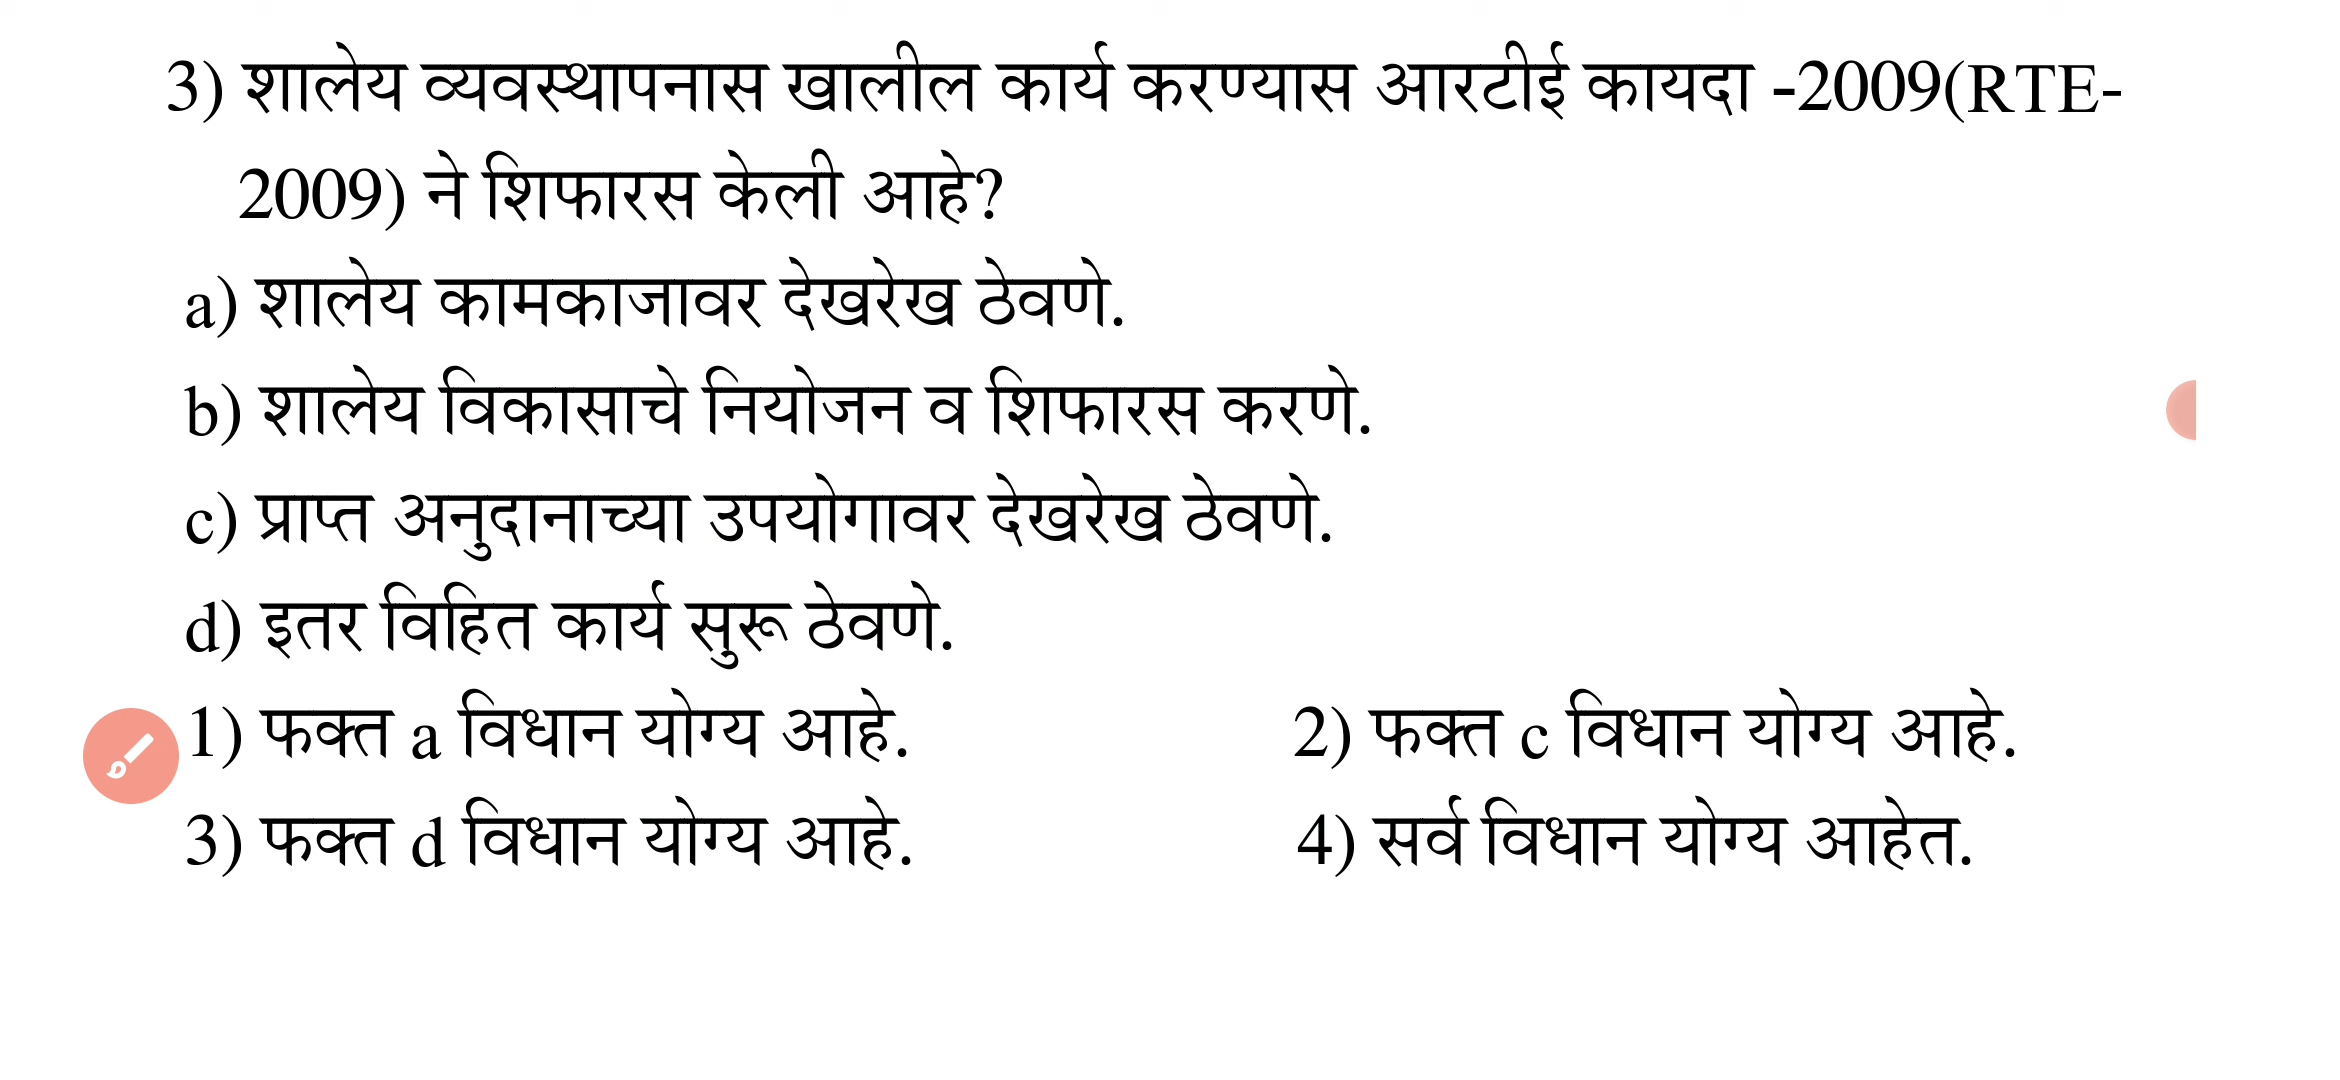 3) शालेय व्यवस्थापनास खालील कार्य करण्यास आरटीई कायदा -2009(RTE-
2009) ने शिफारस केली आहे?
a) शालेय कामकाजावर देखरेख ठेवणे.
b) शालेय विकासाचे नियोजन व शिफारस करणे.
c) प्राप्त अनुदानाच्या उपयोगावर देखरेख ठेवणे.
d) इतर विहित कार्य सुरू ठेवणे.
1) फक्त a विधान योग्य आहे. 2) फक्त c विधान योग्य आहे.
3) फक्त d विधान योग्य आहे. 4) सर्व विधान योग्य आहेत.